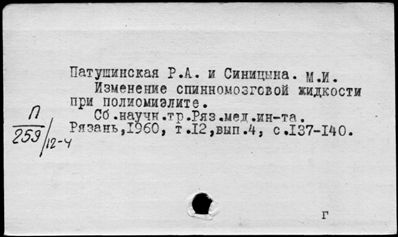 Патушинская Р.А. и Синицына. М.И.
Изменение спинномозговой жидкости
при полиомиэлите.
Сб.научн.тр.Ряз.мед.ин-та.
Рязань,1960, т.12,вып.4, с.137-140.
П
259/12-4
г